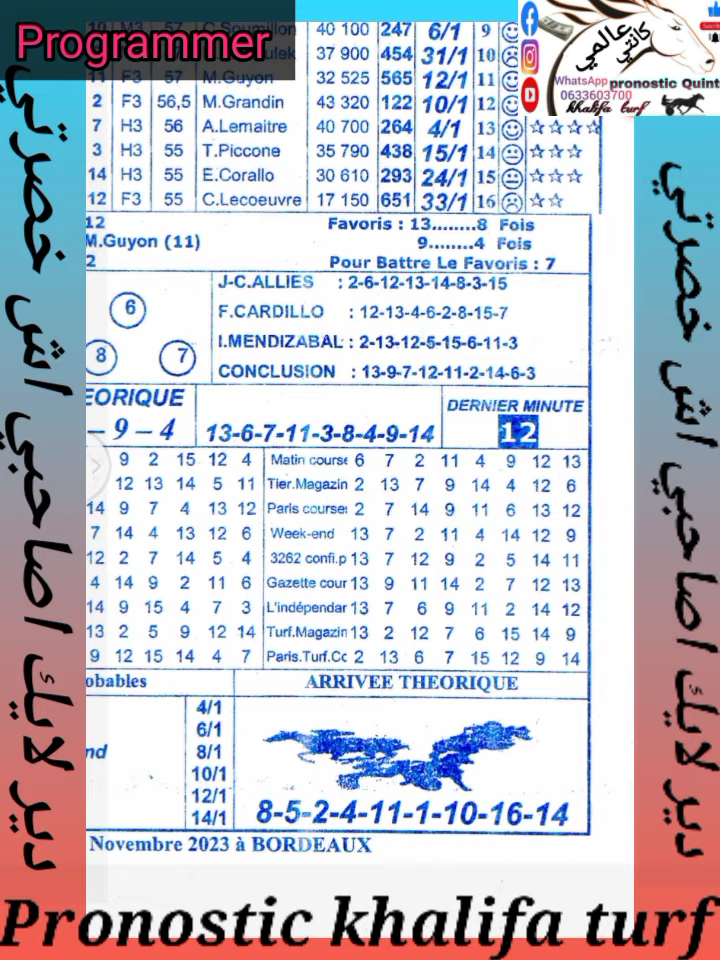 Programmer
C.Soumillon 40 100 247 6/1 9
37 900 454 31/1 10
11 F3 57 M.Guyon 32 525 565 12/1 11
2 F3 56,5 M.Grandin 43 320 122 10/1 12
7 H3 56 A.Lemaitre 40 700 264 4/1 13 ☆☆☆☆
3 H3 55 T.Piccone 35 790 438 15/1 14 ☆☆☆
14 H3 55 E.Corallo 30 610 293 24/1 15 ☆☆☆
12 F3 55 C.Lecoeuvre 17 150 651 33/1 16 ☆☆
كانتي
عالمي
WhatsApp
0633603700
pronostic Quint
khalifa turf
12
M.Guyon (11)
2
Favoris : 13........8 Fois
9........4 Fois
Pour Battre Le Favoris : 7
6
8 7
J-C.ALLIES : 2-6-12-13-14-8-3-15
F.CARDILLO : 12-13-4-6-2-8-15-7
I.MENDIZABAL : 2-13-12-5-15-6-11-3
CONCLUSION : 13-9-7-12-11-2-14-6-3
EORIQUE
– 9 – 4
13-6-7-11-3-8-4-9-14
DERNIER MINUTE
12
9 2 15 12 4 Matin course 6 7 2 11 4 9 12 13
12 13 14 5 11 Tier.Magazin 2 13 7 9 14 4 12 6
14 9 7 4 13 12 Paris course: 2 7 14 9 11 6 13 12
7 14 4 13 12 6 Week-end 13 7 2 11 4 14 12 9
12 2 7 14 5 4 3262 confi.p 13 7 12 9 2 5 14 11
4 14 9 2 11 6 Gazette cour 13 9 11 14 2 7 12 13
14 9 15 4 7 3 L'indépendar 13 7 6 9 11 2 14 12
13 2 5 9 12 14 Turf.Magazin 13 2 12 7 6 15 14 9
9 12 15 14 4 7 Paris.Turf.Cc 2 13 6 7 15 12 9 14
obables
ARRIVEE THEORIQUE
4/1
6/1
nd 8/1
10/1
12/1
14/1
8-5-2-4-11-1-10-16-14
Novembre 2023 à BORDEAUX
دير لايك اصاحبي اش خصرتي
دير لايك اصاحبي اش خصرتي
Pronostic khalifa turf